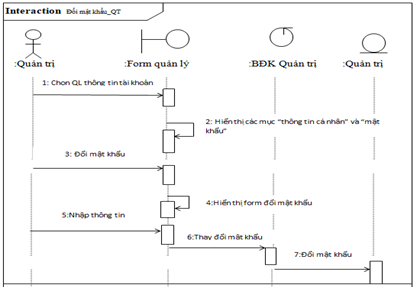 Interaction Đổi mật khẩu_QT
:Quản trị
:Form quản lý
:BĐK Quản trị
:Quản trị
1: Chọn QL thông tin tài khoản
2: Hiển thị các mục "thông tin cá nhân" và "mật
khẩu"
3: Đổi mật khẩu
4:Hiển thị form đổi mật khẩu
5:Nhập thông tin
6:Thay đổi mật khẩu
7:Đổi mật khẩu